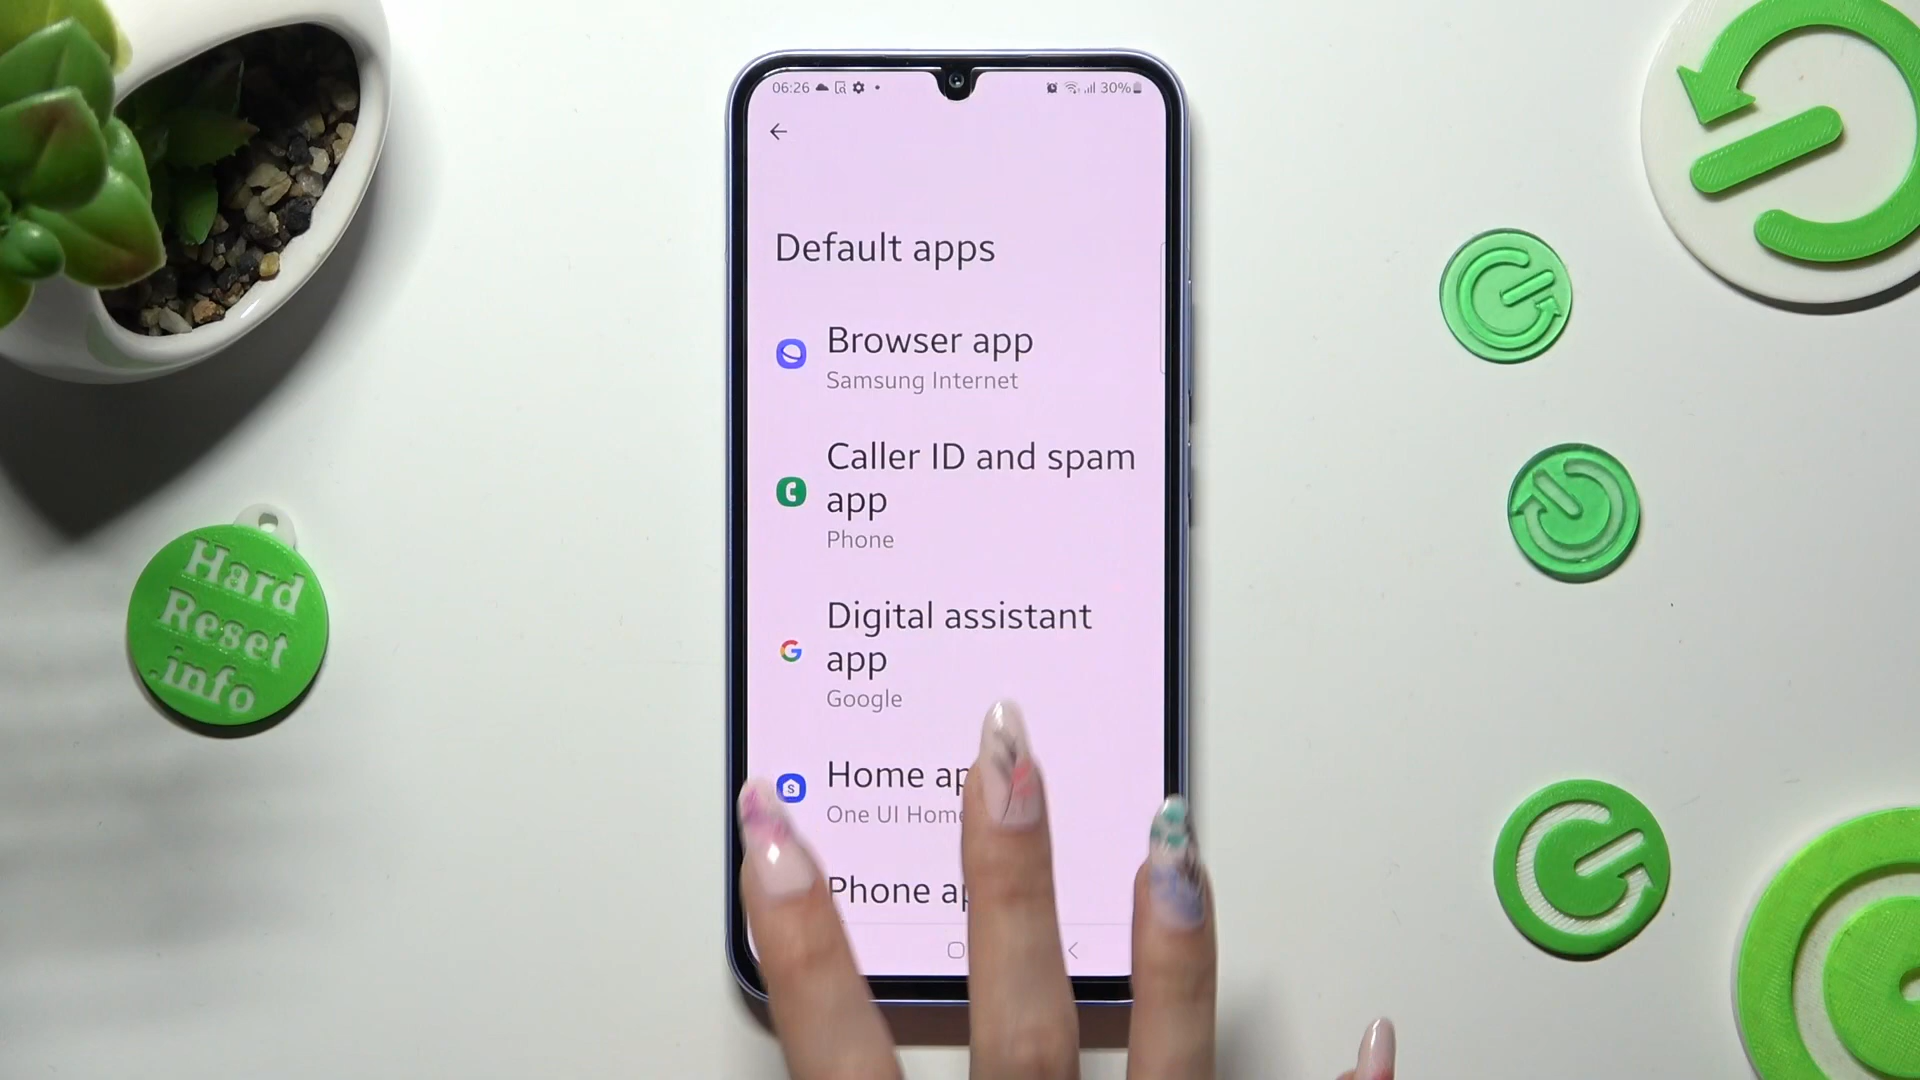 06:26
30%
Default apps
Browser app
Samsung Internet
Caller ID and spam
app
Phone
Digital assistant
app
Google
Home
One UI Home
Phone
Hard
Reset
.info